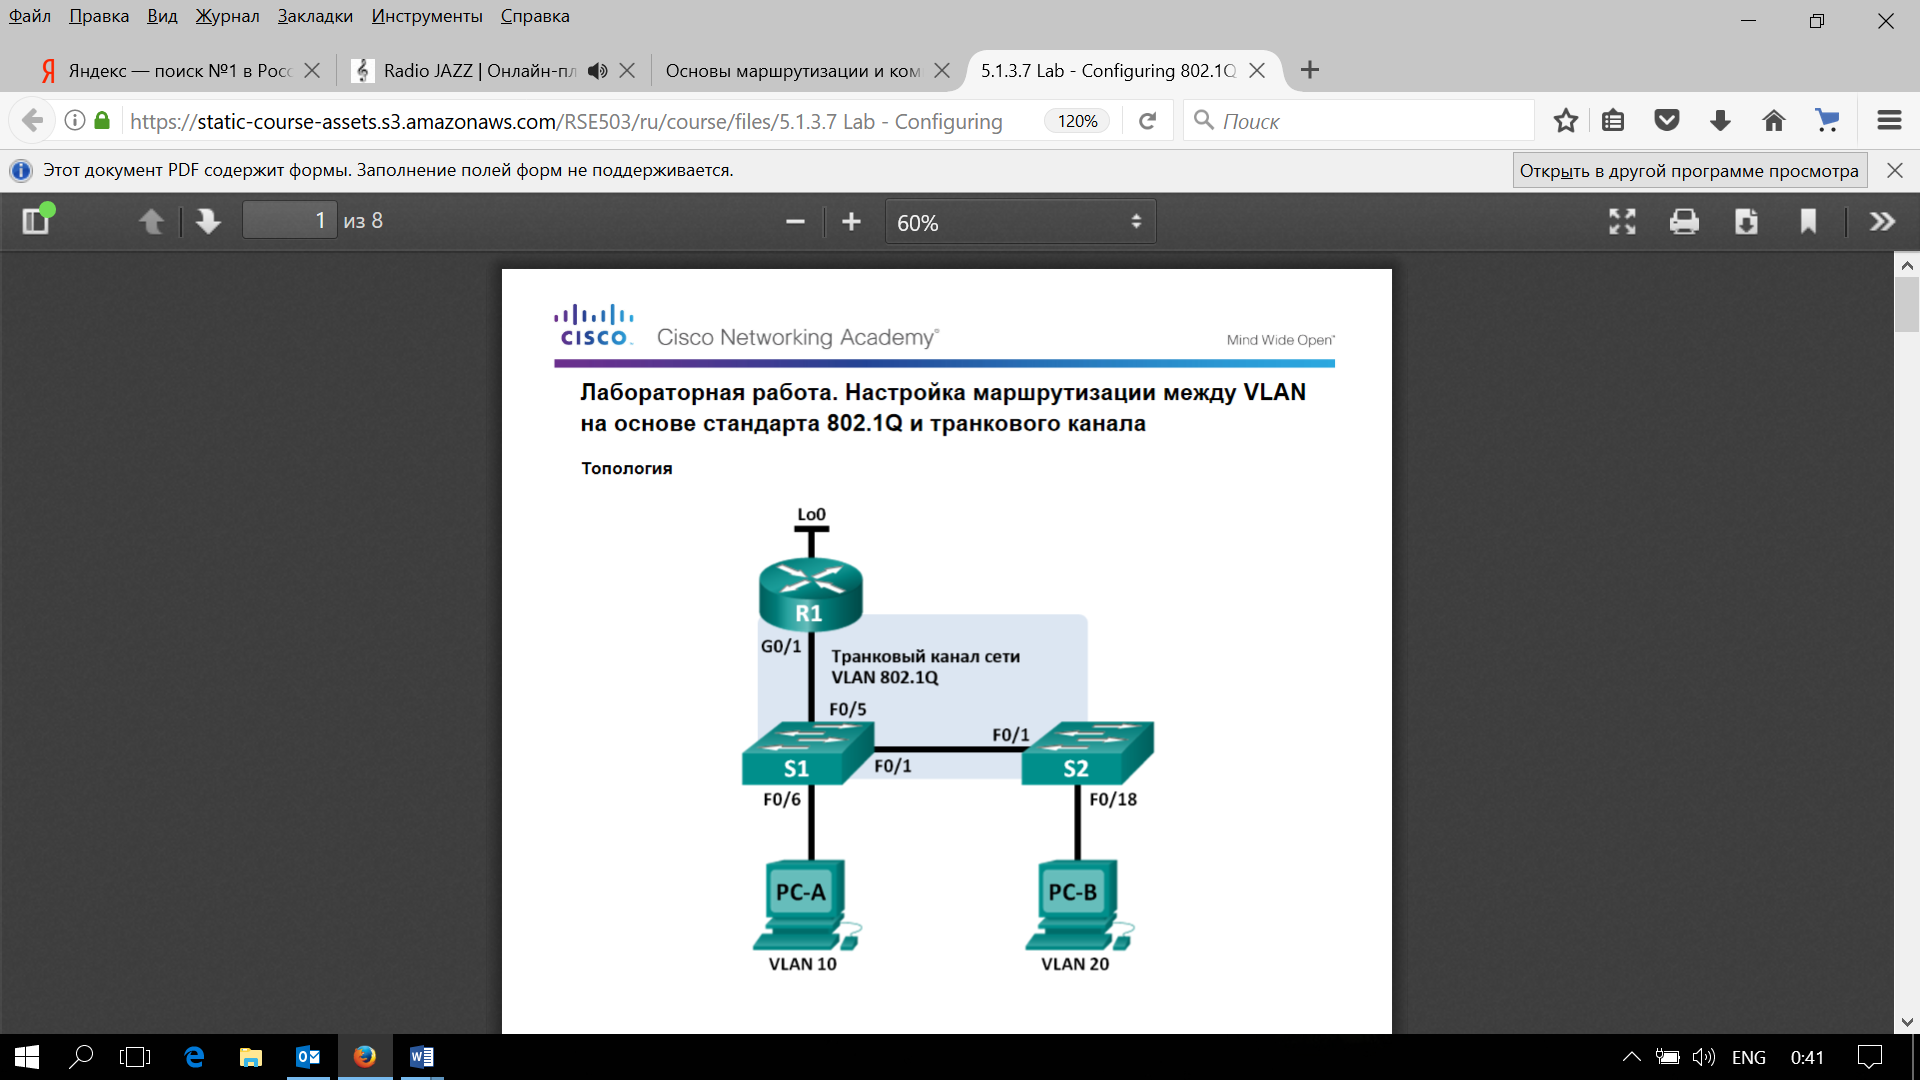 Файл Правка Вид Журнал Закладки Инструменты Справка
Яндекс — поиск №1 в Росс
Radio JAZZ | Онлайн-пл
Основы маршрутизации и ком
5.1.3.7 Lab - Configuring 802.1Q
https://static-course-assets.s3.amazonaws.com/RSE503/ru/course/files/5.1.3.7 Lab - Configuring
120%
Поиск
Этот документ PDF содержит формы. Заполнение полей форм не поддерживается.
Открыть в другой программе просмотра
1 из 8
60%
CISCO
Cisco Networking Academy®
Mind Wide Open®
Лабораторная работа. Настройка маршрутизации между VLAN
на основе стандарта 802.1Q и транкового канала
Топология
Lo0
R1
G0/1
Транковый канал сети
VLAN 802.1Q
F0/5
F0/1
S1
F0/1
S2
F0/6
F0/18
PC-A
PC-B
VLAN 10
VLAN 20
ENG
0:41